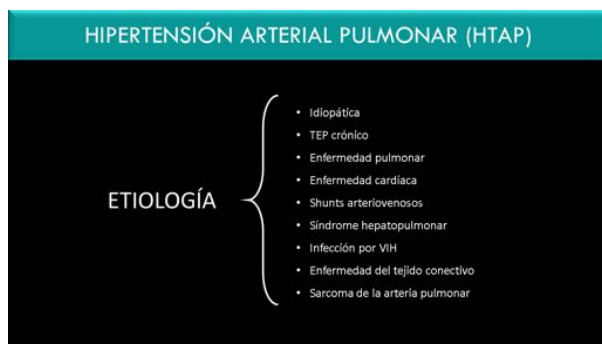 HIPERTENSIÓN ARTERIAL PULMONAR (HTAP)
ETIOLOGÍA
• Idiopática
• TEP crónico
• Enfermedad pulmonar
• Enfermedad cardíaca
• Shunts arteriovenosos
• Síndrome hepatopulmonar
• Infección por VIH
• Enfermedad del tejido conectivo
• Sarcoma de la arteria pulmonar